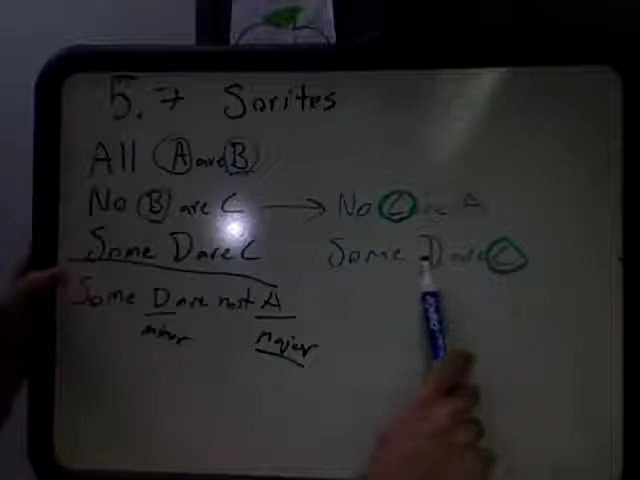 5.7 Sorites
All A are B
No B are C → No C are A
Some D are C Some D are C
Some D are not A
minor major